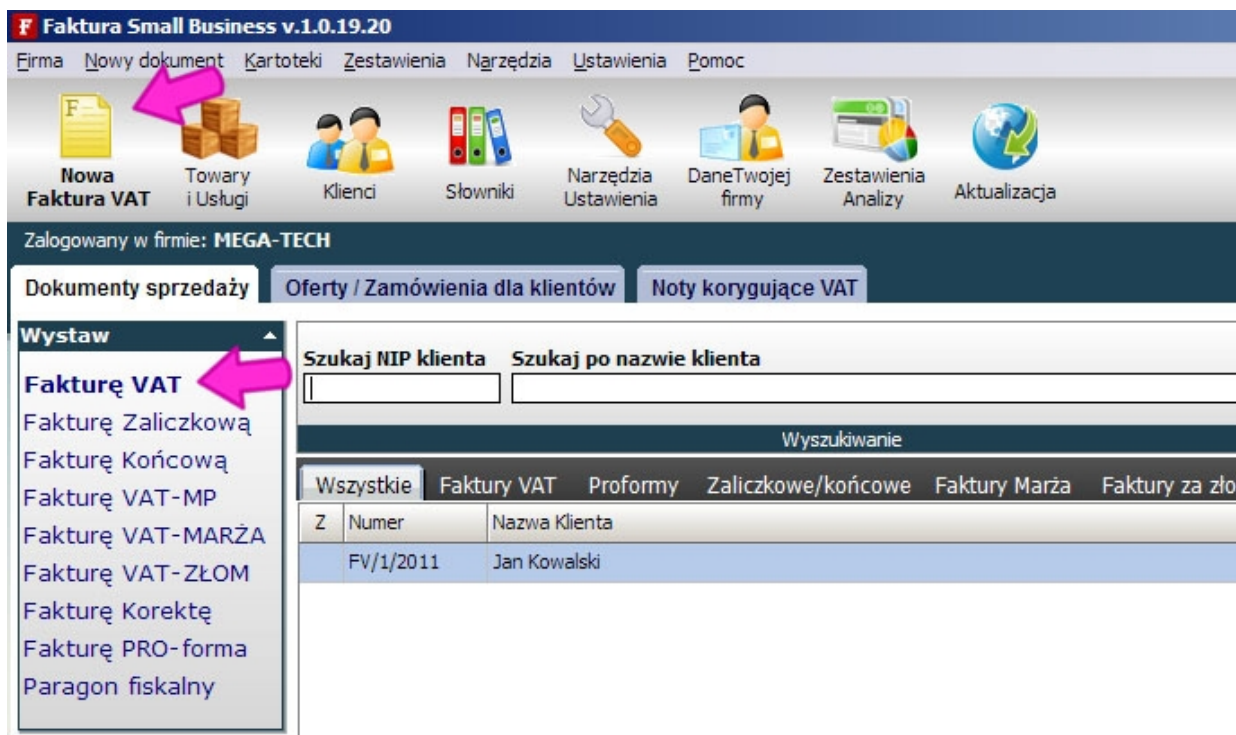 F Faktura Small Business v.1.0.19.20
Firma Nowy dokument Kartoteki Zestawienia Narzędzia Ustawienia Pomoc
F
Nowa Faktura VAT
Towary i Usługi
Klienci
Słowniki
Narzędzia Ustawienia
DaneTwojej firmy
Zestawienia Analizy
Aktualizacja
Zalogowany w firmie: MEGA-TECH
Dokumenty sprzedaży Oferty / Zamówienia dla klientów Noty korygujące VAT
Wystaw
Fakturę VAT
Fakturę Zaliczkową
Fakturę Końcową
Fakturę VAT-MP
Fakturę VAT-MARŻA
Fakturę VAT-ZŁOM
Fakturę Korektę
Fakturę PRO-forma
Paragon fiskalny
Szukaj NIP klienta Szukaj po nazwie klienta
Wyszukiwanie
Wszystkie Faktury VAT Proformy Zaliczkowe/końcowe Faktury Marża Faktury za zło
Z Numer Nazwa Klienta
FV/1/2011 Jan Kowalski